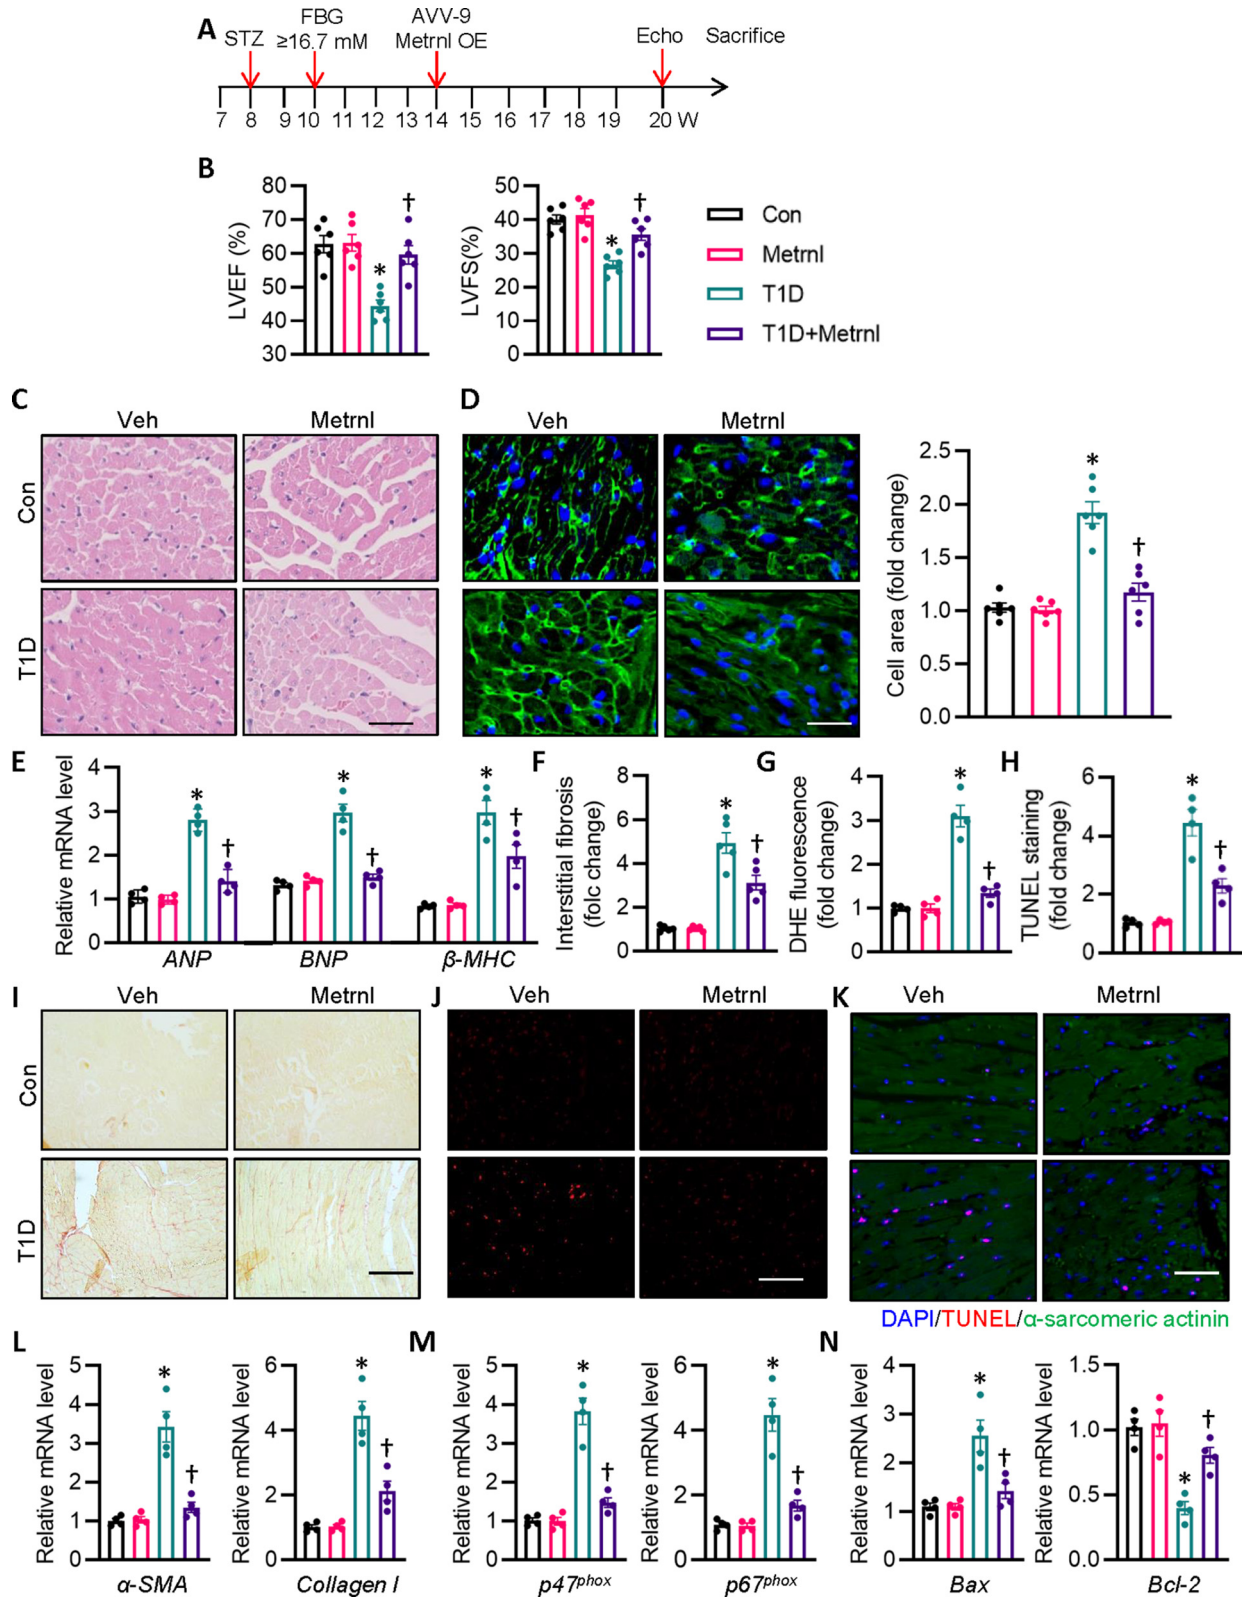 A
STZ
FBG
≥16.7 mM
AVV-9
Metrnl OE
Echo
Sacrifice
7 8 9 10 11 12 13 14 15 16 17 18 19 20 W
B
LVEF (%)
80
70
60
50
40
30
*
†
LVFS(%)
50
40
30
20
10
0
*
†
Con
Metrnl
T1D
T1D+Metrnl
C
Veh
Metrnl
Con
T1D
D
Veh
Metrnl
Cell area (fold change)
2.5
2.0
1.5
1.0
0.5
0.0
*
†
E
Relative mRNA level
4
3
2
1
0
*
†
*
†
*
†
ANP
BNP
β-MHC
F
Interstitial fibrosis
(folc change)
8
6
4
2
0
*
†
G
DHE fluorescence
(fold change)
4
3
2
1
0
*
†
H
TUNEL staining
(fold change)
6
4
2
0
*
†
I
Veh
Metrnl
Con
T1D
J
Veh
Metrnl
K
Veh
Metrnl
DAPI/TUNEL/α-sarcomeric actinin
L
Relative mRNA level
5
4
3
2
1
0
*
†
α-SMA
Relative mRNA level
6
4
2
0
*
†
Collagen I
M
Relative mRNA level
5
4
3
2
1
0
*
†
p47phox
Relative mRNA level
6
4
2
0
*
†
p67phox
N
Relative mRNA level
4
3
2
1
0
*
†
Bax
Relative mRNA level
1.5
1.0
0.5
0.0
*
†
Bcl-2